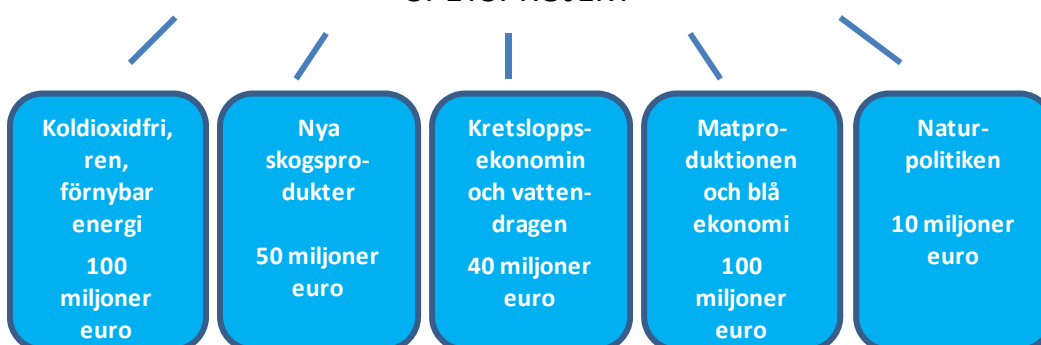 Koldioxidfri,
ren,
förnybar
energi
100
miljoner
euro
Nya
skogspro-
dukter
50 miljoner
euro
Kretslopps-
ekonomin
och vatten-
dragen
40 miljoner
euro
Matpro-
duktionen
och blå
ekonomi
100
miljoner
euro
Natur-
politiken
10 miljoner
euro